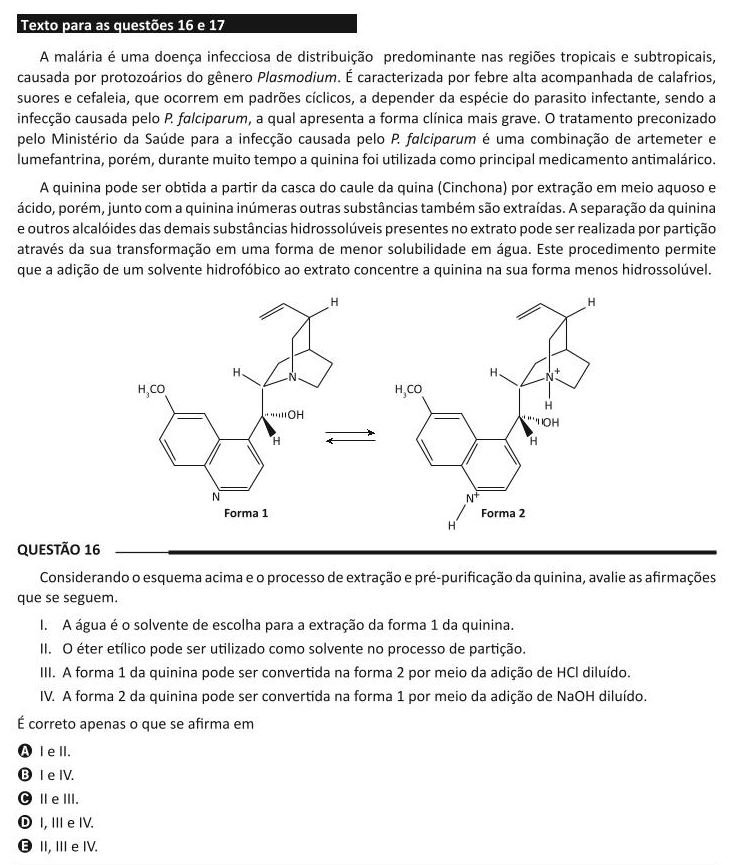 Texto para as questões 16 e 17
A malária é uma doença infecciosa de distribuição predominante nas regiões tropicais e subtropicais,
causada por protozoários do gênero Plasmodium. É caracterizada por febre alta acompanhada de calafrios,
suores e cefaleia, que ocorrem em padrões cíclicos, a depender da espécie do parasito infectante, sendo a
infecção causada pelo P. falciparum, a qual apresenta a forma clínica mais grave. O tratamento preconizado
pelo Ministério da Saúde para a infecção causada pelo P. falciparum é uma combinação de artemeter e
lumefantrina, porém, durante muito tempo a quinina foi utilizada como principal medicamento antimalárico.
A quinina pode ser obtida a partir da casca do caule da quina (Cinchona) por extração em meio aquoso e
ácido, porém, junto com a quinina inúmeras outras substâncias também são extraídas. A separação da quinina
e outros alcalóides das demais substâncias hidrossolúveis presentes no extrato pode ser realizada por partição
através da sua transformação em uma forma de menor solubilidade em água. Este procedimento permite
que a adição de um solvente hidrofóbico ao extrato concentre a quinina na sua forma menos hidrossolúvel.
H H
H N H N+
H3CO H3CO
H
OH OH
H H
N N+
Forma 1 Forma 2
H
QUESTÃO 16
Considerando o esquema acima e o processo de extração e pré-purificação da quinina, avalie as afirmações
que se seguem.
I. A água é o solvente de escolha para a extração da forma 1 da quinina.
II. O éter etílico pode ser utilizado como solvente no processo de partição.
III. A forma 1 da quinina pode ser convertida na forma 2 por meio da adição de HCl diluído.
IV. A forma 2 da quinina pode ser convertida na forma 1 por meio da adição de NaOH diluído.
É correto apenas o que se afirma em
A I e II.
B I e IV.
C II e III.
D I, III e IV.
E II, III e IV.